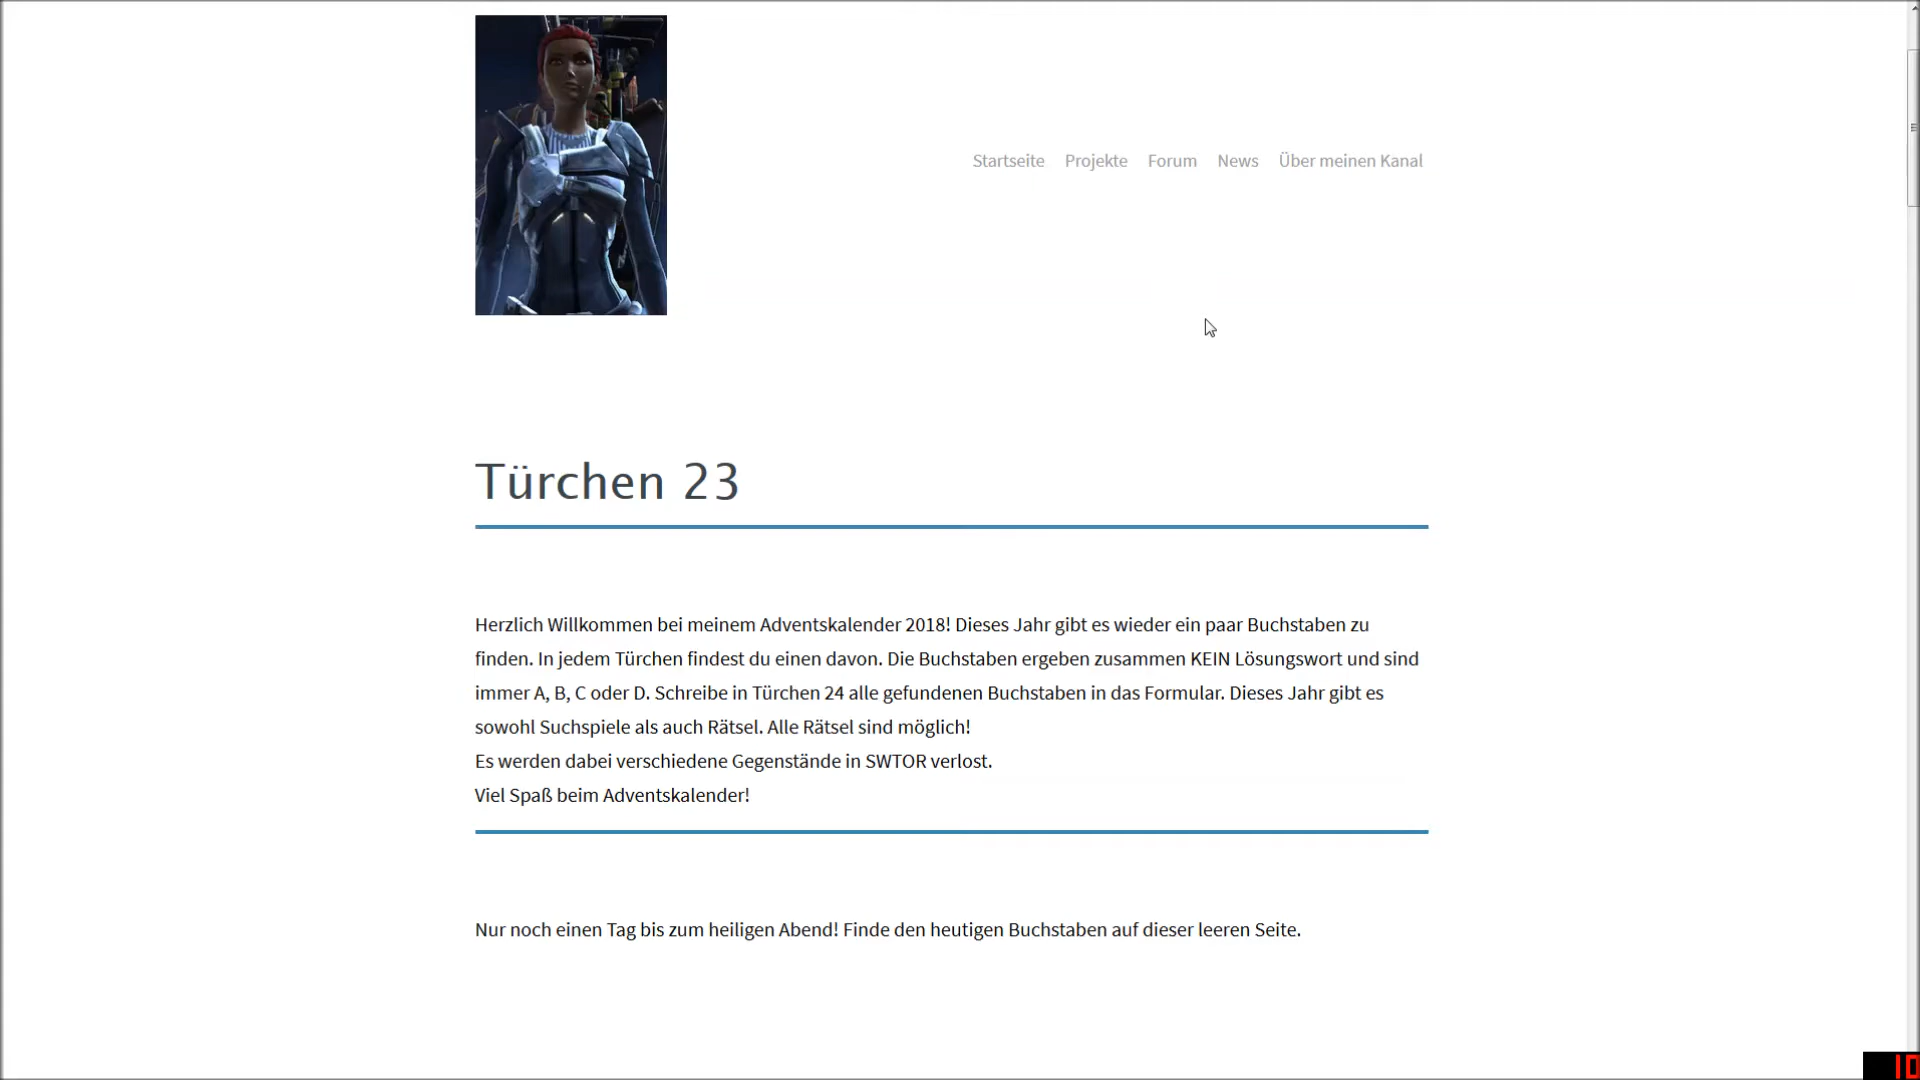 Startseite Projekte Forum News Über meinen Kanal
Türchen 23
Herzlich Willkommen bei meinem Adventskalender 2018! Dieses Jahr gibt es wieder ein paar Buchstaben zu
finden. In jedem Türchen findest du einen davon. Die Buchstaben ergeben zusammen KEIN Lösungswort und sind
immer A, B, C oder D. Schreibe in Türchen 24 alle gefundenen Buchstaben in das Formular. Dieses Jahr gibt es
sowohl Suchspiele als auch Rätsel. Alle Rätsel sind möglich!
Es werden dabei verschiedene Gegenstände in SWTOR verlost.
Viel Spaß beim Adventskalender!
Nur noch einen Tag bis zum heiligen Abend! Finde den heutigen Buchstaben auf dieser leeren Seite.
10